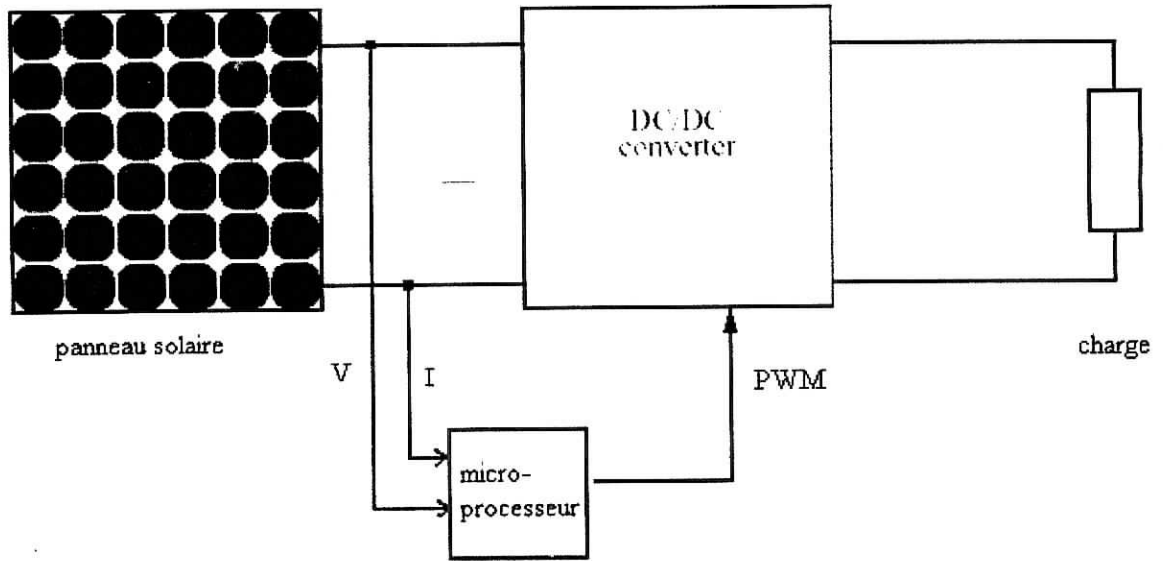 DC/DC
converter
panneau solaire
V
I
PWM
charge
micro-
processeur